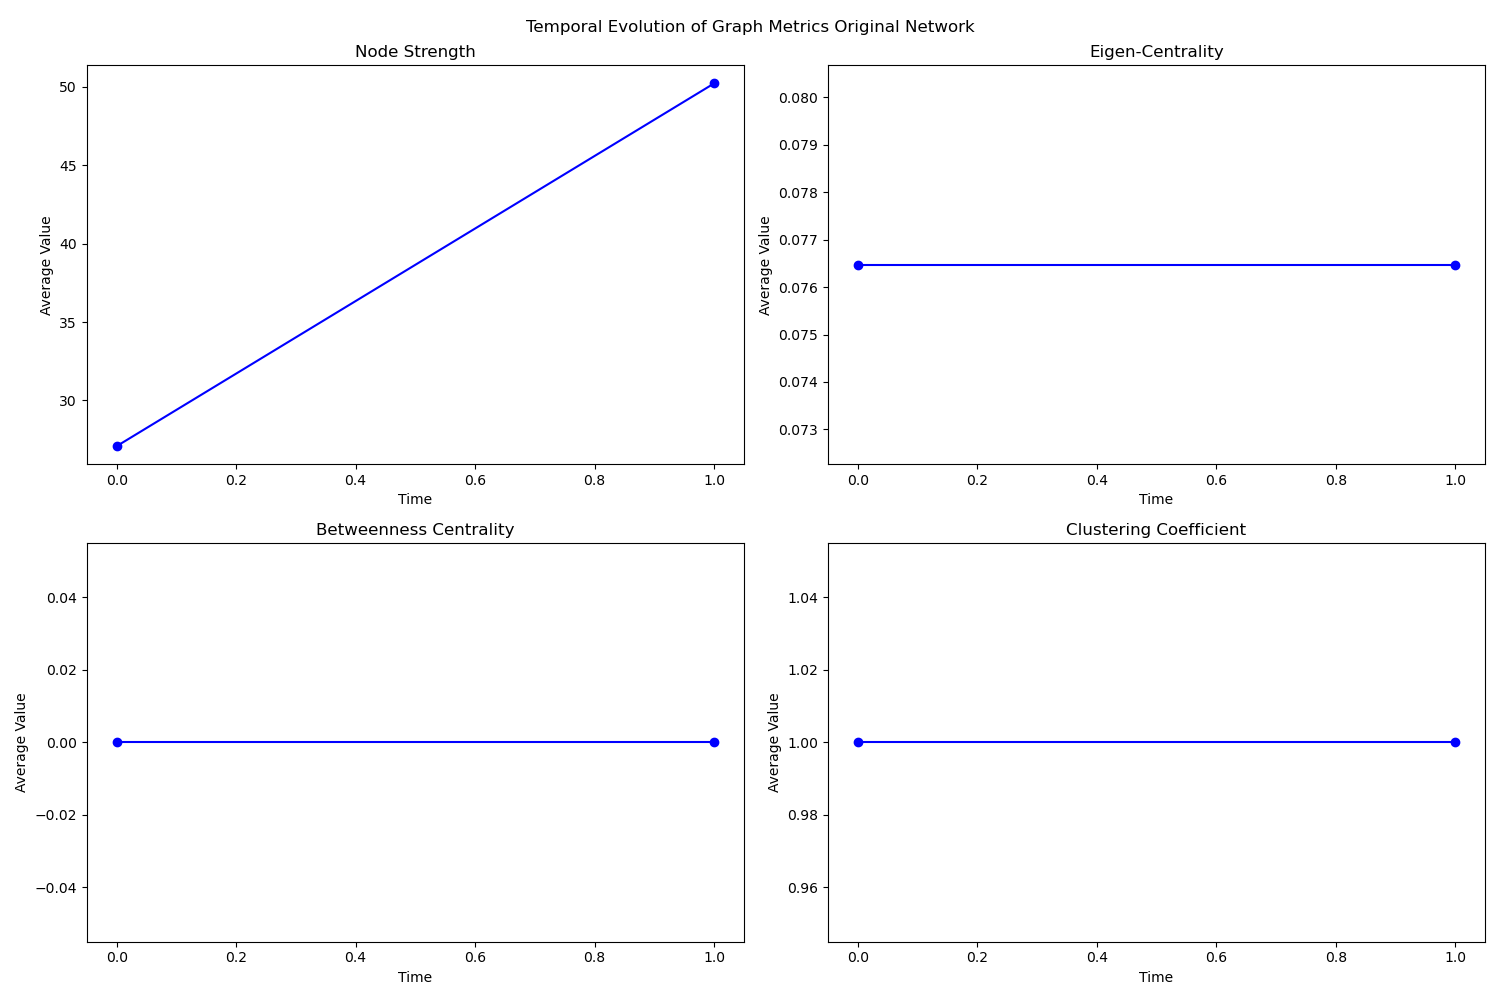 Temporal Evolution of Graph Metrics Original Network
Node Strength
50
45
40
35
30
Average Value
0.0 0.2 0.4 0.6 0.8 1.0
Time
Eigen-Centrality
0.080
0.079
0.078
0.077
0.076
0.075
0.074
0.073
Average Value
0.0 0.2 0.4 0.6 0.8 1.0
Time
Betweenness Centrality
0.04
0.02
0.00
−0.02
−0.04
Average Value
0.0 0.2 0.4 0.6 0.8 1.0
Time
Clustering Coefficient
1.04
1.02
1.00
0.98
0.96
Average Value
0.0 0.2 0.4 0.6 0.8 1.0
Time